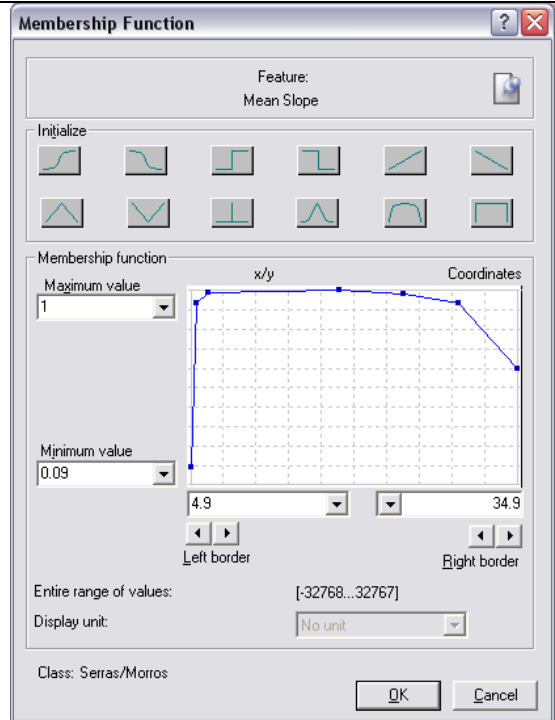 Membership Function
Feature:
Mean Slope
Initialize
Membership function
Maximum value
x/y
Coordinates
1
Minimum value
0.09
4.9
34.9
Left border
Right border
Entire range of values:
[-32768...32767]
Display unit:
No unit
Class: Serras/Morros
OK
Cancel